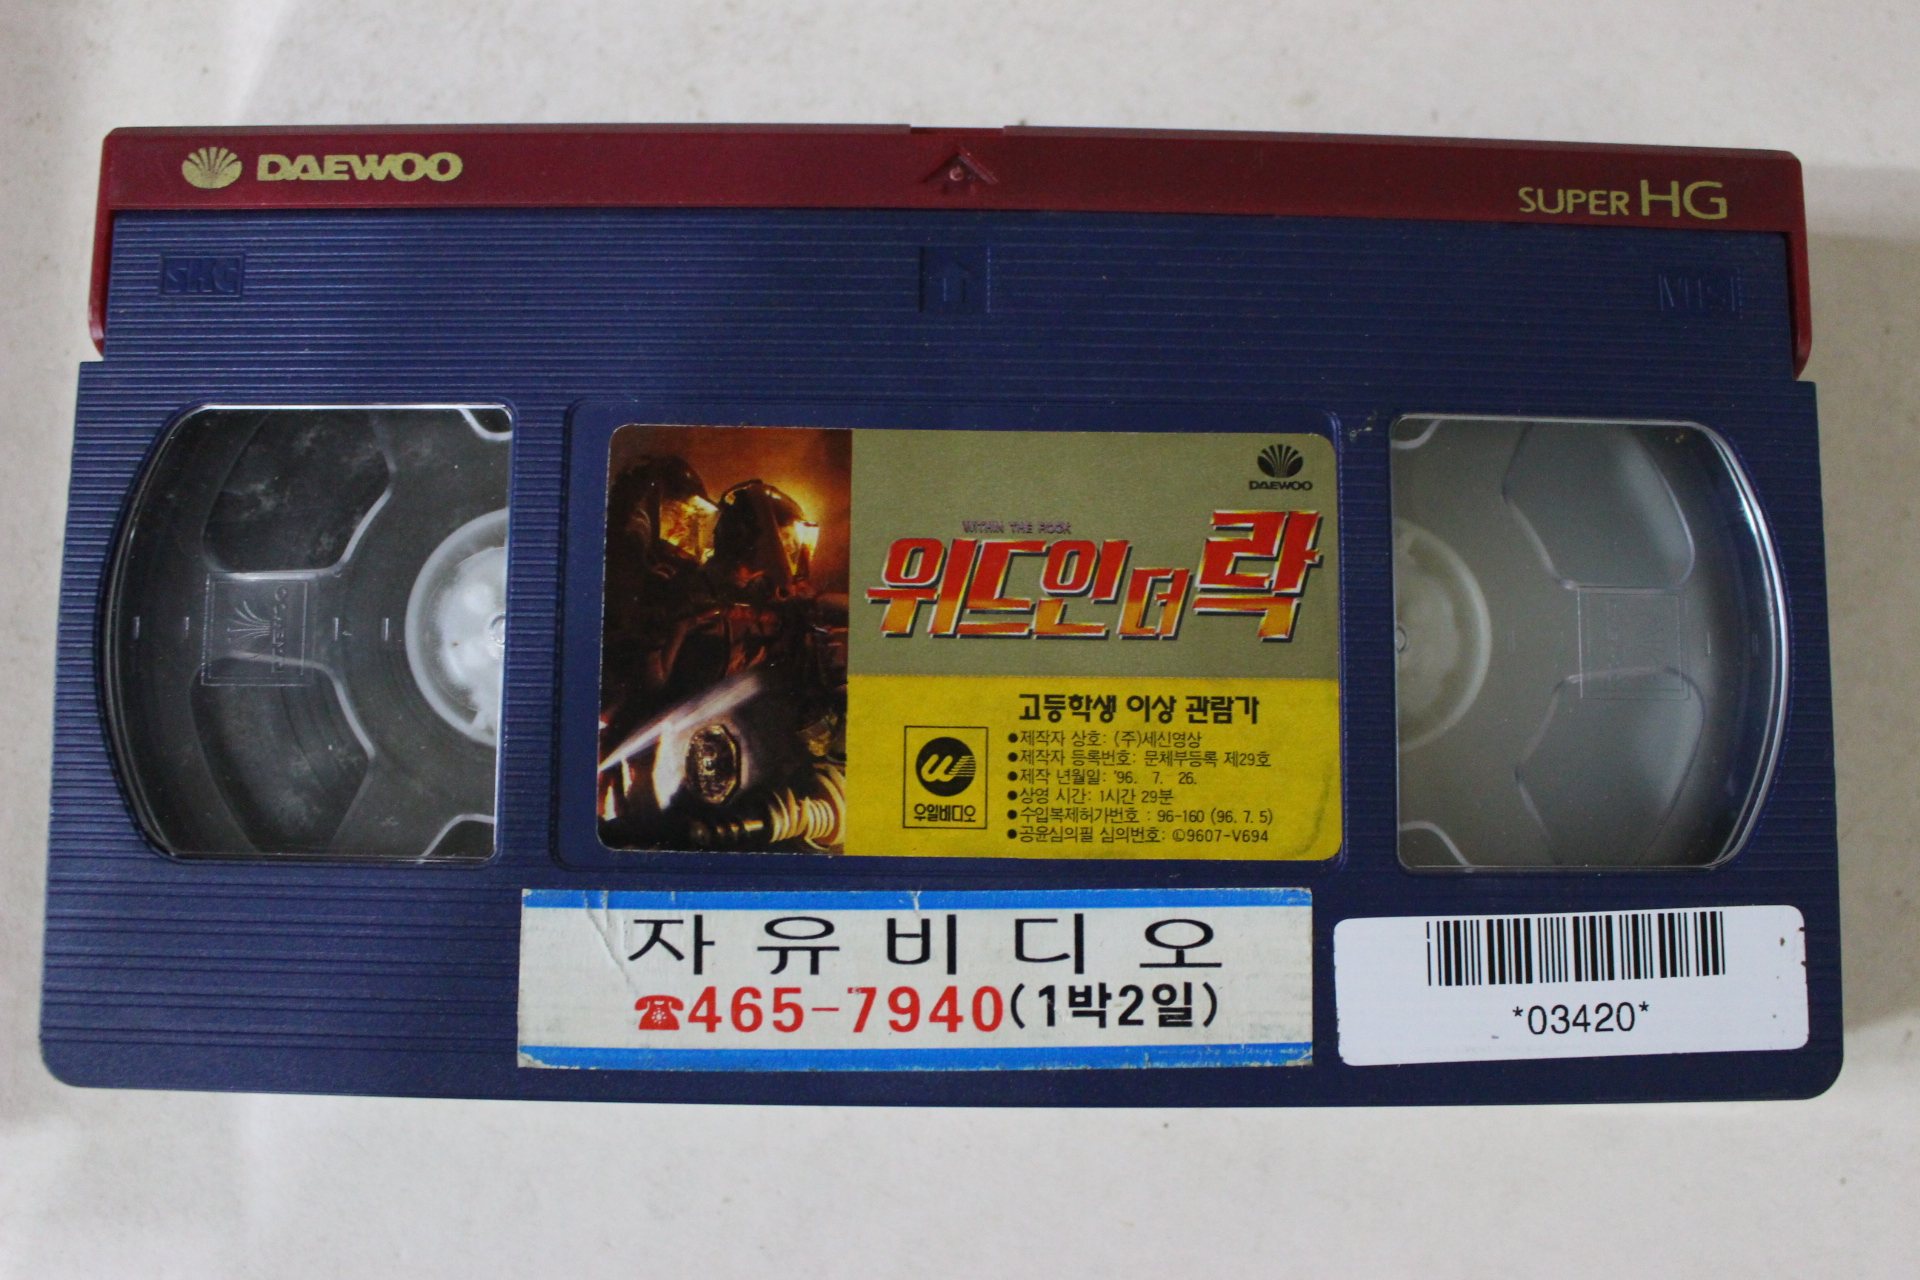 DAEWOO
SUPER HG
SKC
VHS
DAEWOO
WITHIN THE ROCK
위드인 더 락
고등학생 이상 관람가
●제작자 상호: (주)세신영상
●제작자 등록번호: 문체부등록 제29호
●제작 년월일: '96. 7. 26.
●상영 시간: 1시간 29분
●수입복제허가번호 : 96-160 (96. 7. 5)
●공윤심의필 심의번호: ©9607-V694
우일비디오
자유비디오
☎465-7940(1박2일)
*03420*
DAEWOO